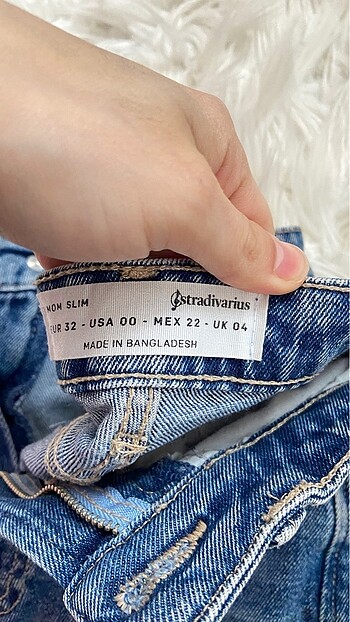 MOM SLIM
stradivarius
EUR 32 - USA 00 - MEX 22 - UK 04
MADE IN BANGLADESH